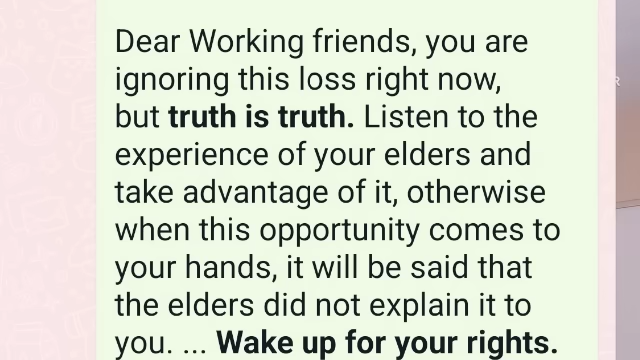 Dear Working friends, you are
ignoring this loss right now,
but truth is truth. Listen to the
experience of your elders and
take advantage of it, otherwise
when this opportunity comes to
your hands, it will be said that
the elders did not explain it to
you. ... Wake up for your rights.
R